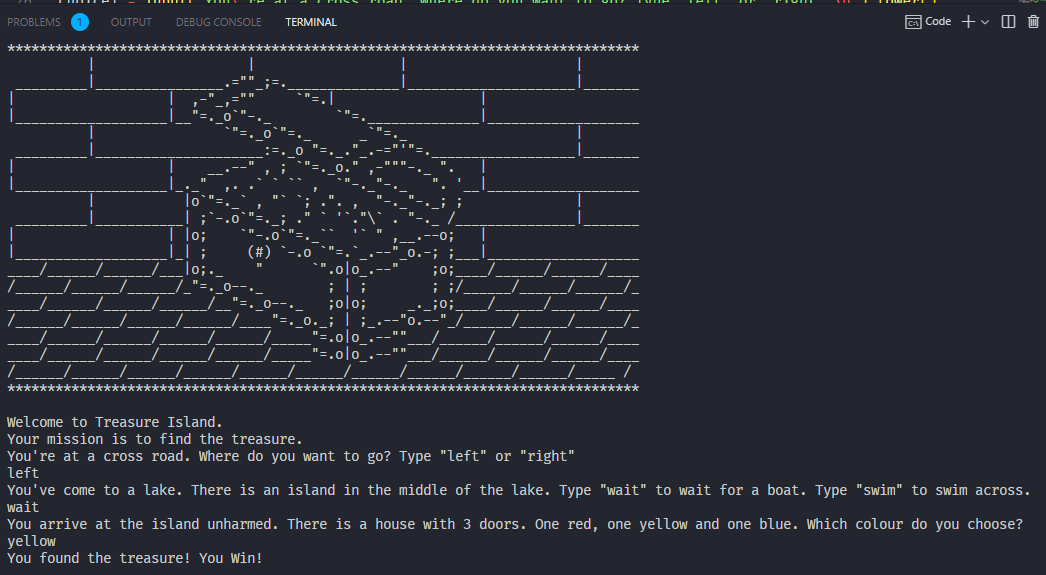 PROBLEMS 1 OUTPUT DEBUG CONSOLE TERMINAL Code
Welcome to Treasure Island.
Your mission is to find the treasure.
You're at a cross road. Where do you want to go? Type "left" or "right"
left
You've come to a lake. There is an island in the middle of the lake. Type "wait" to wait for a boat. Type "swim" to swim across.
wait
You arrive at the island unharmed. There is a house with 3 doors. One red, one yellow and one blue. Which colour do you choose?
yellow
You found the treasure! You Win!